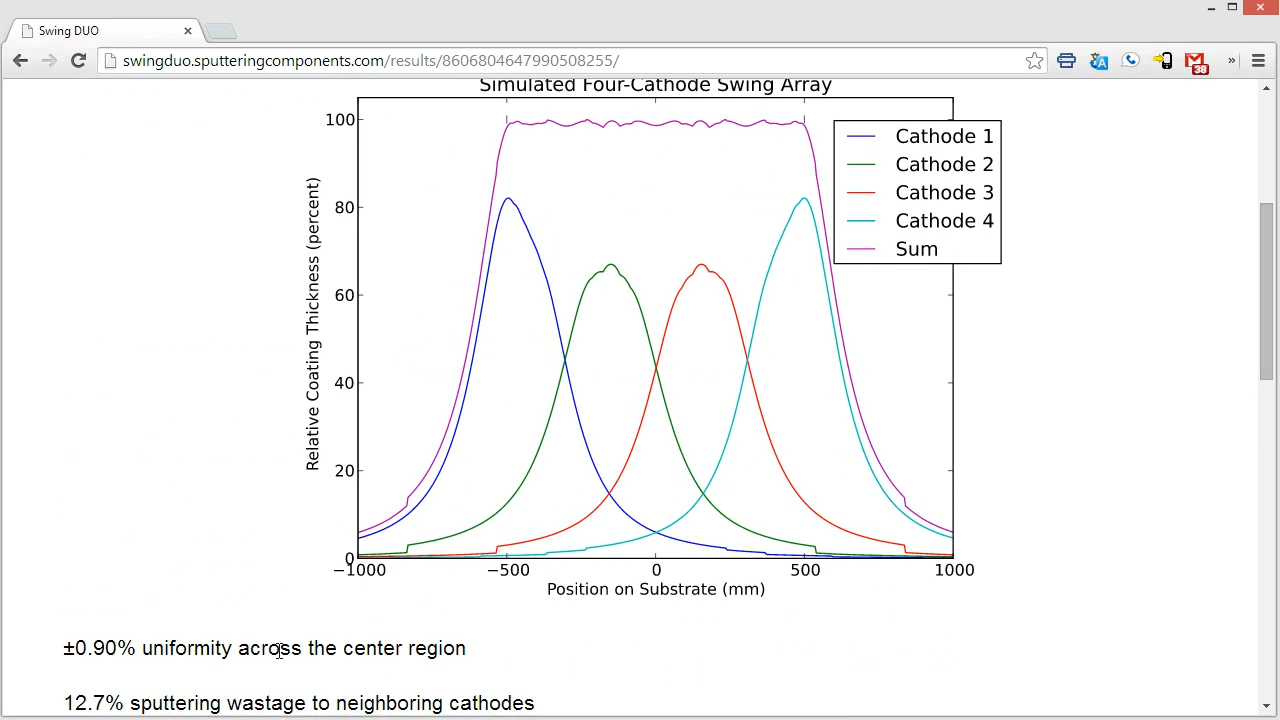 Swing DUO
swingduo.sputteringcomponents.com/results/8606804647990508255/
38
Simulated Four-Cathode Swing Array
100
80
60
40
20
0
Relative Coating Thickness (percent)
Cathode 1
Cathode 2
Cathode 3
Cathode 4
Sum
−1000 −500 0 500 1000
Position on Substrate (mm)
±0.90% uniformity across the center region
12.7% sputtering wastage to neighboring cathodes